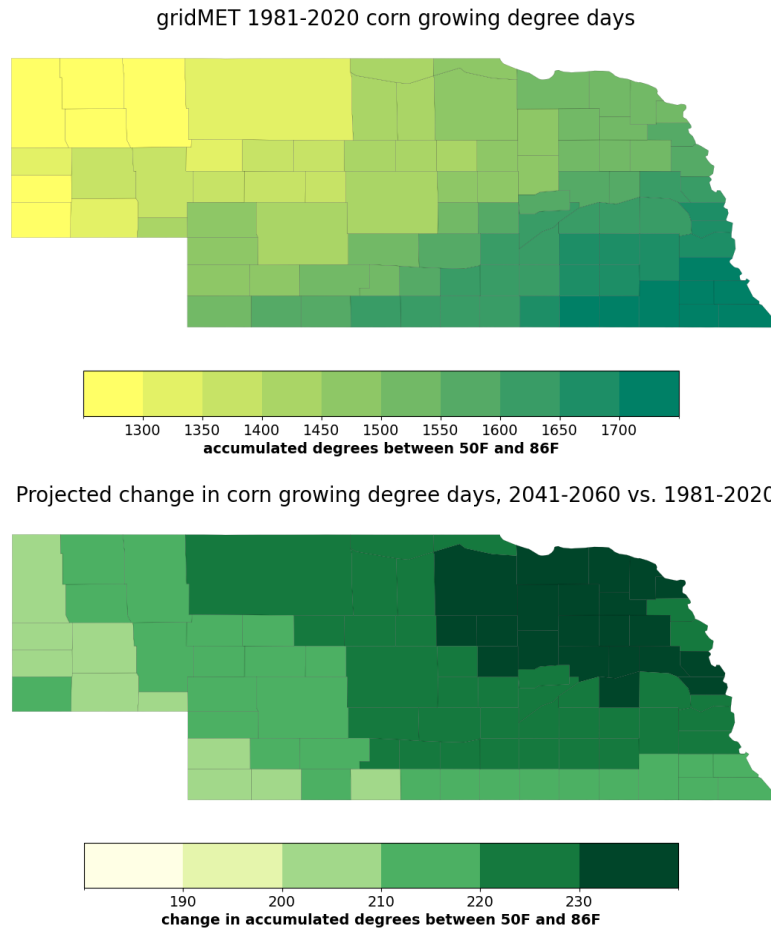 gridMET 1981-2020 corn growing degree days
1300 1350 1400 1450 1500 1550 1600 1650 1700
accumulated degrees between 50F and 86F
Projected change in corn growing degree days, 2041-2060 vs. 1981-2020
190 200 210 220 230
change in accumulated degrees between 50F and 86F